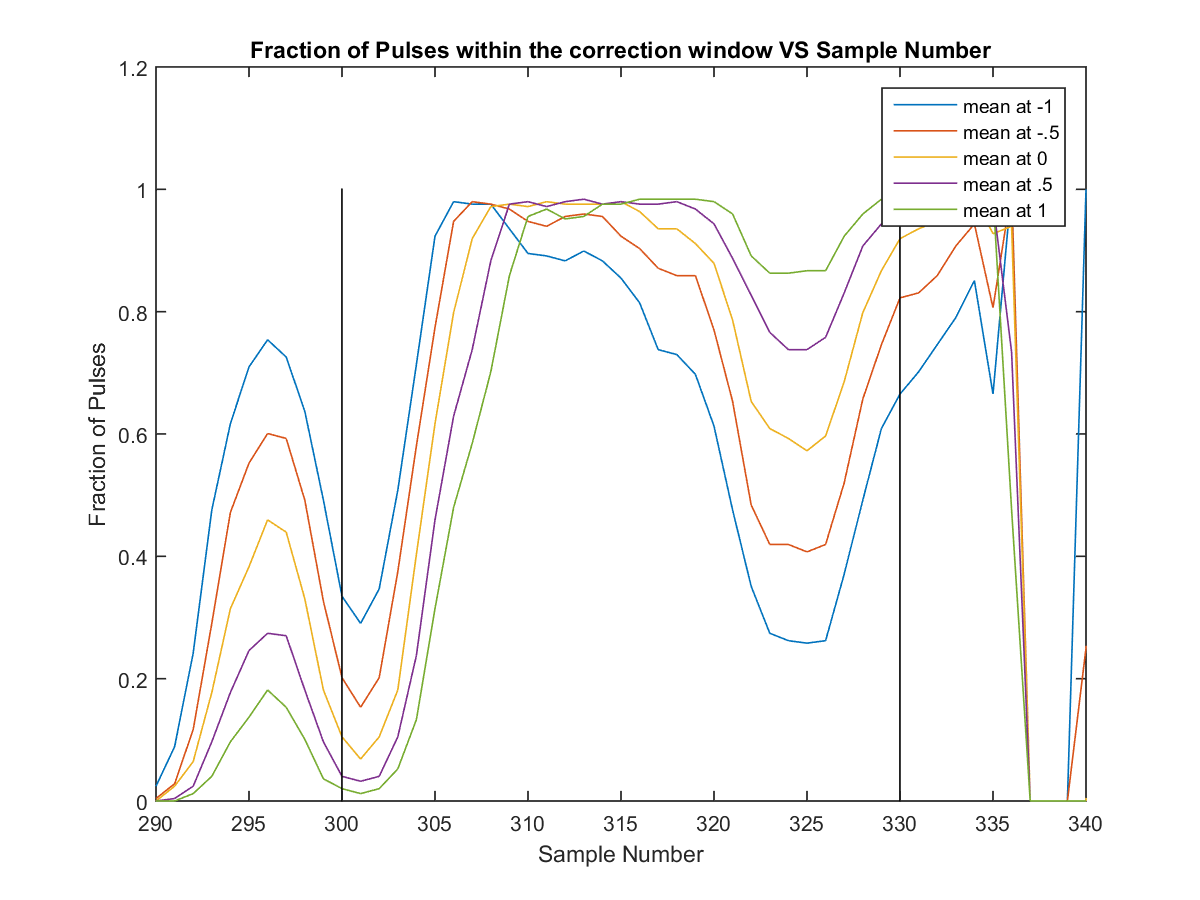 Fraction of Pulses within the correction window VS Sample Number
1.2
1
0.8
0.6
0.4
0.2
0
Fraction of Pulses
mean at -1
mean at -.5
mean at 0
mean at .5
mean at 1
290 295 300 305 310 315 320 325 330 335 340
Sample Number